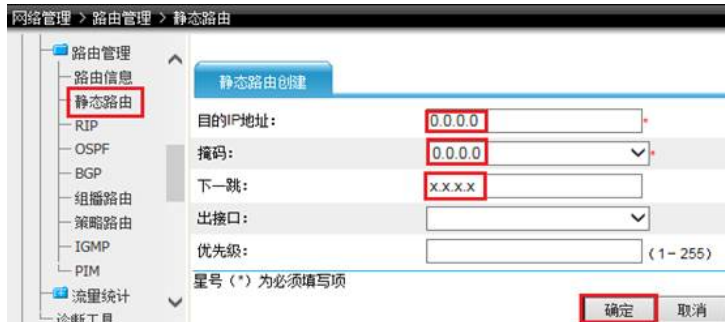 网络管理 > 路由管理 > 静态路由
路由管理
路由信息
静态路由
RIP
OSPF
BGP
组播路由
策略路由
IGMP
PIM
流量统计
诊断工具
静态路由创建
目的IP地址： 0.0.0.0 *
掩码： 0.0.0.0 *
下一跳： x.x.x.x
出接口：
优先级： (1- 255)
星号（*）为必须填写项
确定 取消